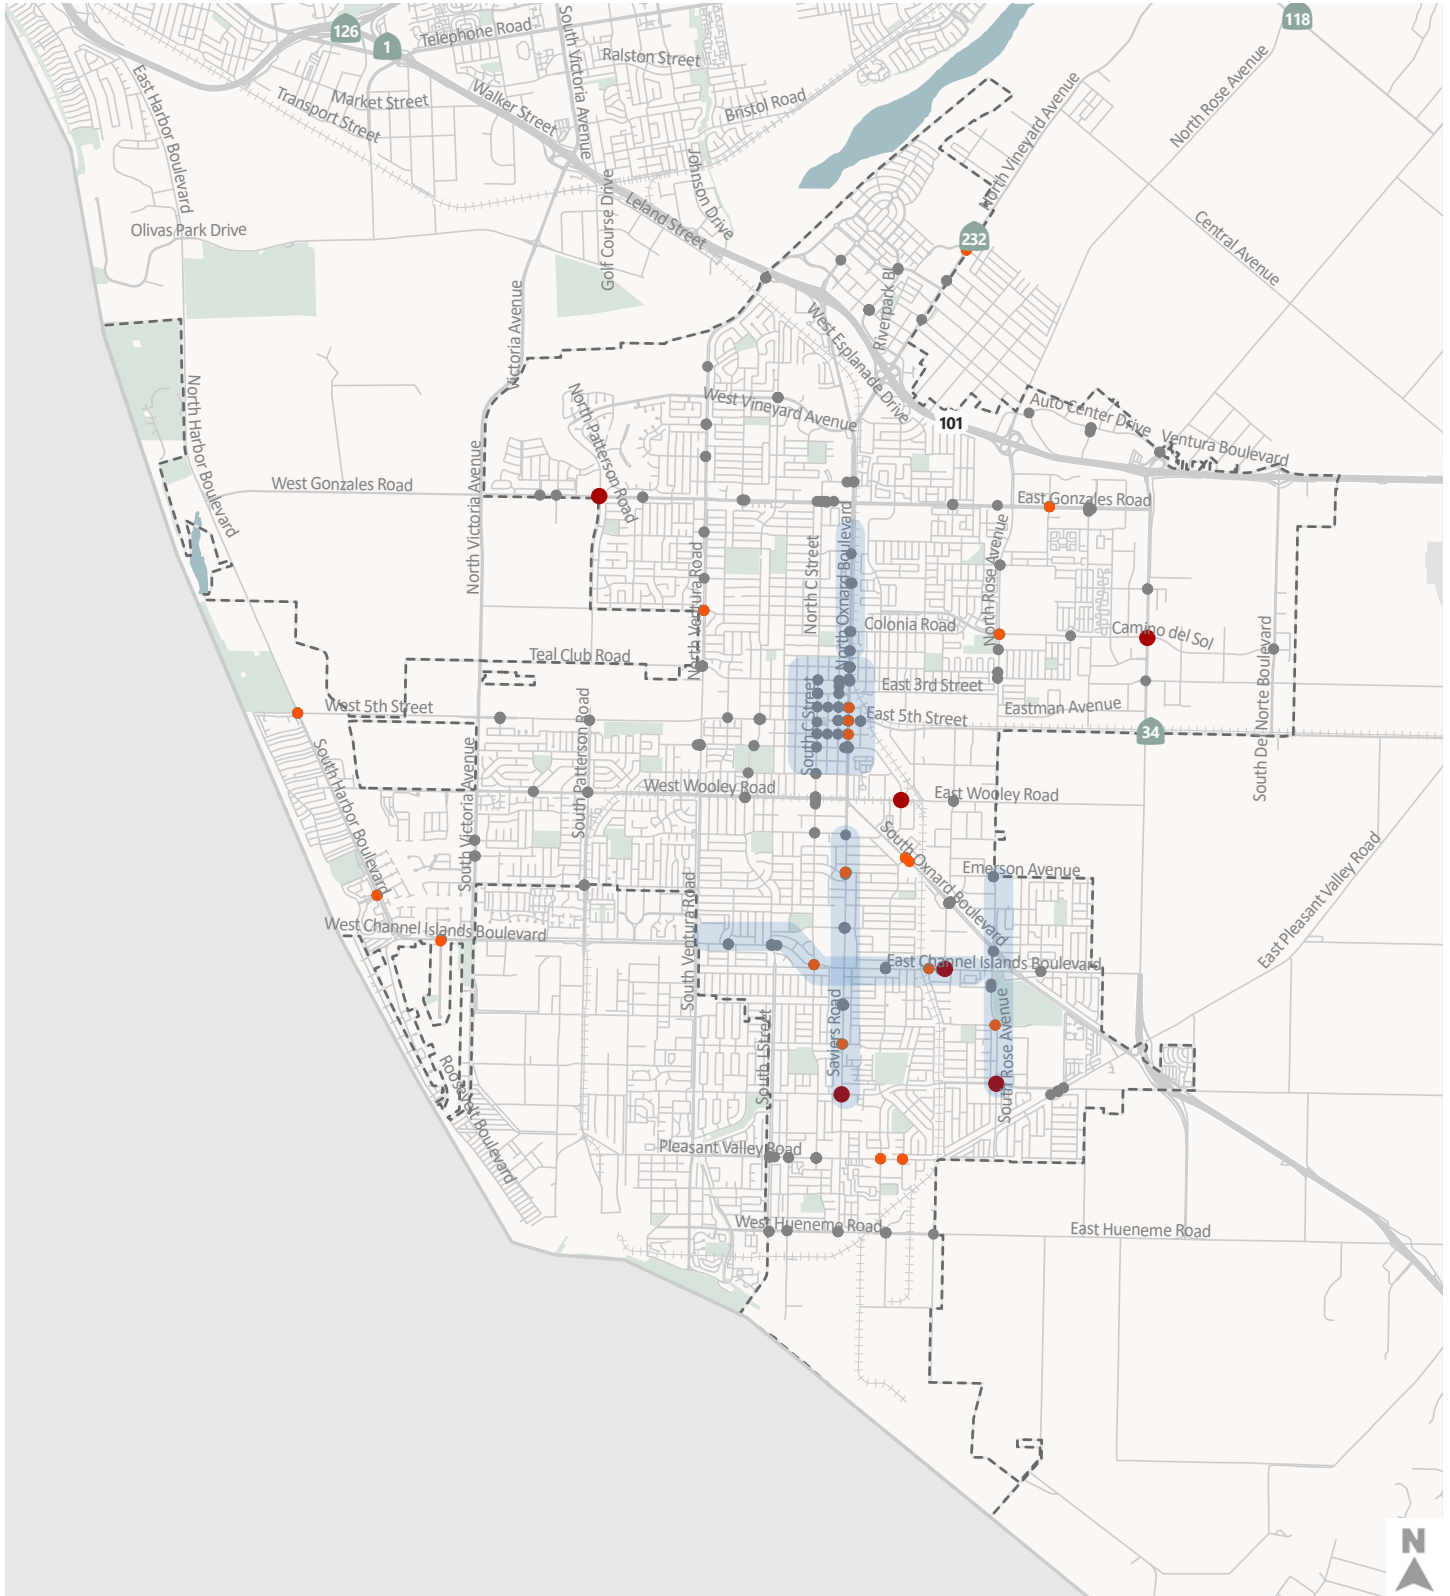 118
126
1
Telephone Road
South Victoria Avenue
Ralston Street
East Harbor Boulevard
Market Street
Transport Street
Walker Street
Bristol Road
North Rose Avenue
North Vineyard Avenue
Johnson Drive
Golf Course Drive
Leland Street
Olivas Park Drive
232
Central Avenue
Victoria Avenue
Riverpark Bl
West Esplanade Drive
North Harbor Boulevard
North Patterson Road
West Vineyard Avenue
101
Auto Center Drive
Ventura Boulevard
North Victoria Avenue
West Gonzales Road
East Gonzales Road
North Ventura Road
North C Street
North Oxnard Boulevard
North Rose Avenue
Colonia Road
Camino del Sol
Teal Club Road
South Del Norte Boulevard
East 3rd Street
West 5th Street
South Patterson Road
South C Street
East 5th Street
Eastman Avenue
34
South Harbor Boulevard
South Victoria Avenue
West Wooley Road
East Wooley Road
South Oxnard Boulevard
Emerson Avenue
East Pleasant Valley Road
South Ventura Road
West Channel Islands Boulevard
East Channel Islands Boulevard
South J Street
Saviers Road
South Rose Avenue
Roosevelt Boulevard
Pleasant Valley Road
West Hueneme Road
East Hueneme Road
N